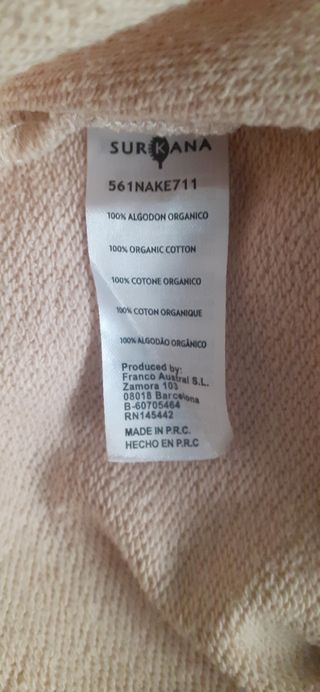 SURKANA
561NAKE711
100% ALGODON ORGANICO
100% ORGANIC COTTON
100% COTONE ORGANICO
100% COTON ORGANIQUE
100% ALGODÃO ORGÂNICO
Produced by:
Franco Austral S.L.
Zamora 103
08018 Barcelona
B-60705464
RN145442
MADE IN P.R.C.
HECHO EN P.R.C